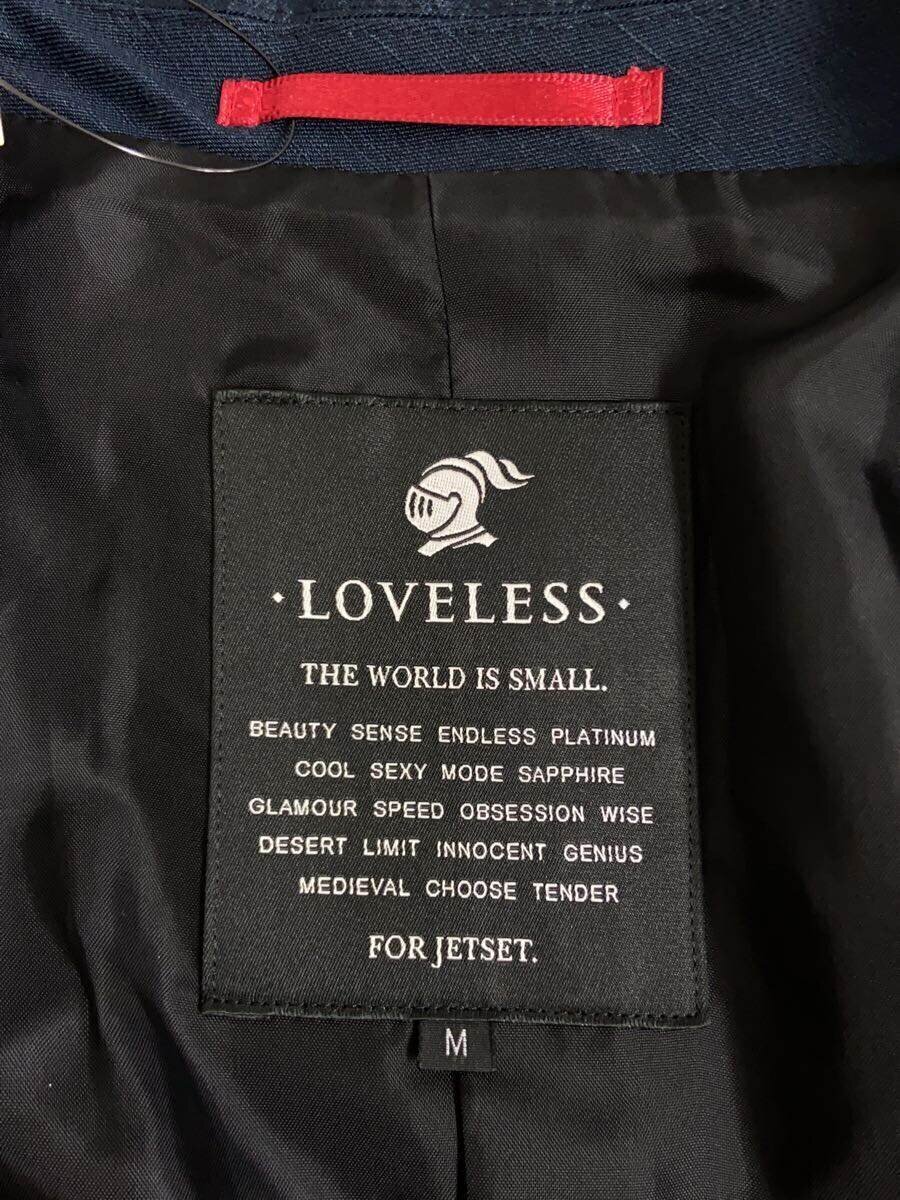 · LOVELESS ·
THE WORLD IS SMALL.
BEAUTY SENSE ENDLESS PLATINUM
COOL SEXY MODE SAPPHIRE
GLAMOUR SPEED OBSESSION WISE
DESERT LIMIT INNOCENT GENIUS
MEDIEVAL CHOOSE TENDER
FOR JETSET.
M